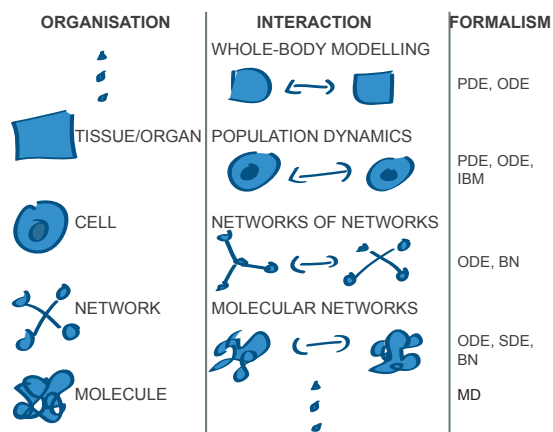 ORGANISATION
INTERACTION
FORMALISM
WHOLE-BODY MODELLING
PDE, ODE
TISSUE/ORGAN
POPULATION DYNAMICS
PDE, ODE,
IBM
CELL
NETWORKS OF NETWORKS
ODE, BN
NETWORK
MOLECULAR NETWORKS
ODE, SDE,
BN
MOLECULE
MD